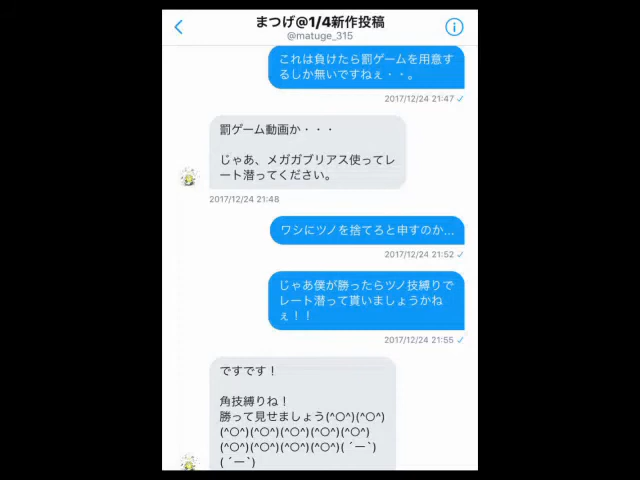 まつげ@1/4新作投稿
@matuge_315
これは負けたら罰ゲームを用意す
るしか無いですねぇ・・。
2017/12/24 21:47 ✓
罰ゲーム動画か・・・
じゃあ、メガガブリアス使ってレ
ート潜ってください。
2017/12/24 21:48
ワシにツノを捨てろと申すのか...
2017/12/24 21:52 ✓
じゃあ僕が勝ったらツノ技縛りで
レート潜って貰いましょうかね
ぇ！！
2017/12/24 21:55 ✓
ですです！
角技縛りね！
勝って見せましょう(^○^)(^○^)
(^○^)(^○^)(^○^)(^○^)(^○^)
(^○^)(^○^)(^○^)(^○^)( ´ー`)
( ´ー`)